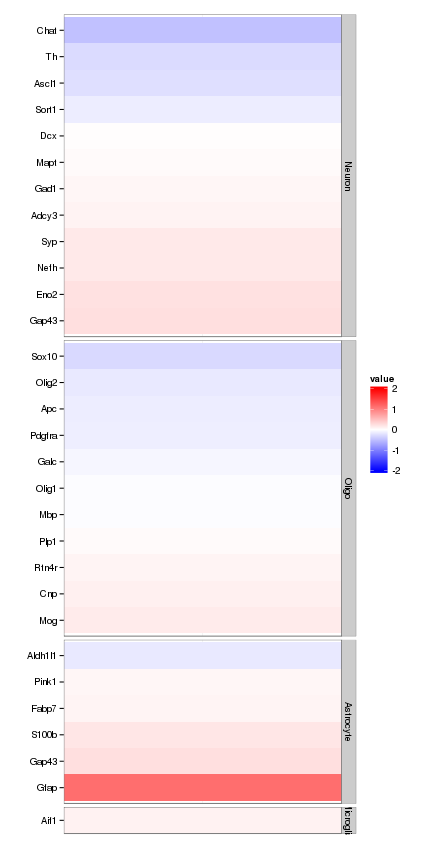 Chat
Th
Ascl1
Sort1
Dcx
Mapt
Gad1
Adcy3
Syp
Nefh
Eno2
Gap43
Neuron
Sox10
Olig2
Apc
Pdgfra
Galc
Olig1
Mbp
Plp1
Rtn4r
Cnp
Mog
Oligo
Aldh1l1
Pink1
Fabp7
S100b
Gap43
Gfap
Astrocyte
Aif1
icrogli
value
2
1
0
-1
-2